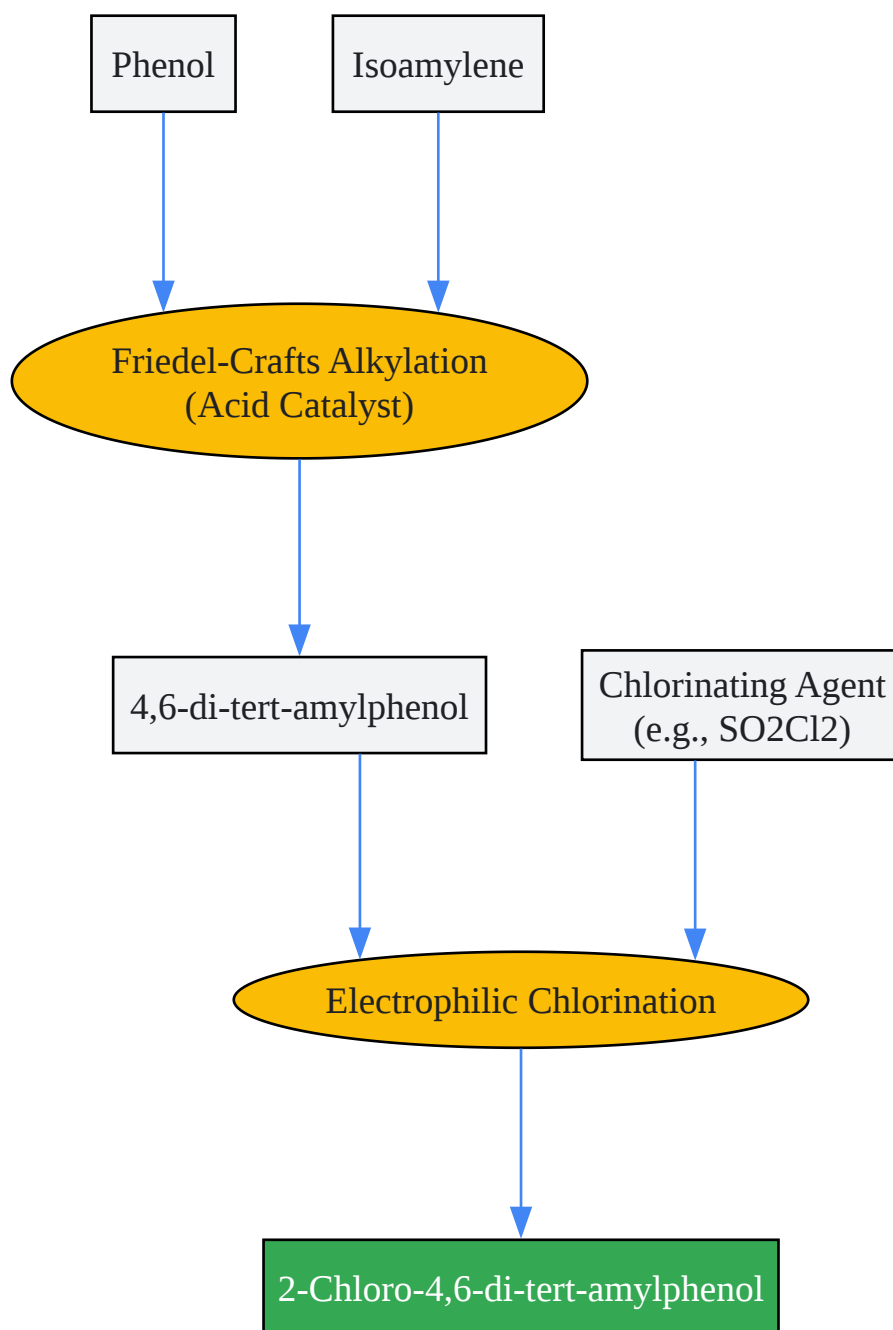 Phenol
Isoamylene
Friedel-Crafts Alkylation
(Acid Catalyst)
4,6-di-tert-amylphenol
Chlorinating Agent
(e.g., SO2Cl2)
Electrophilic Chlorination
2-Chloro-4,6-di-tert-amylphenol